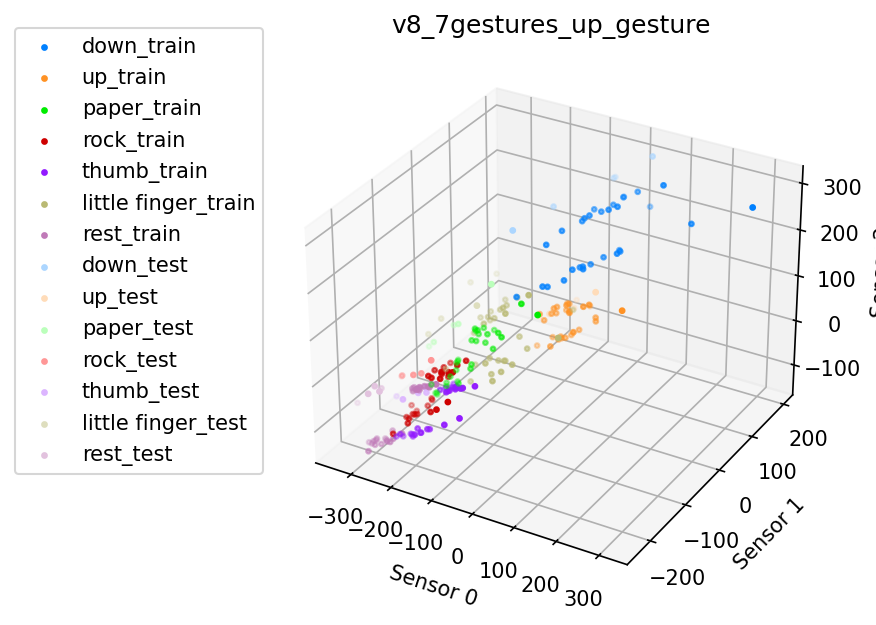 v8_7gestures_up_gesture
down_train
up_train
paper_train
rock_train
thumb_train
little finger_train
rest_train
down_test
up_test
paper_test
rock_test
thumb_test
little finger_test
rest_test
300
200
100
0
−100
200
100
0
−100
−200
Sensor 1
−300
−200
−100
0
100
200
300
Sensor 0